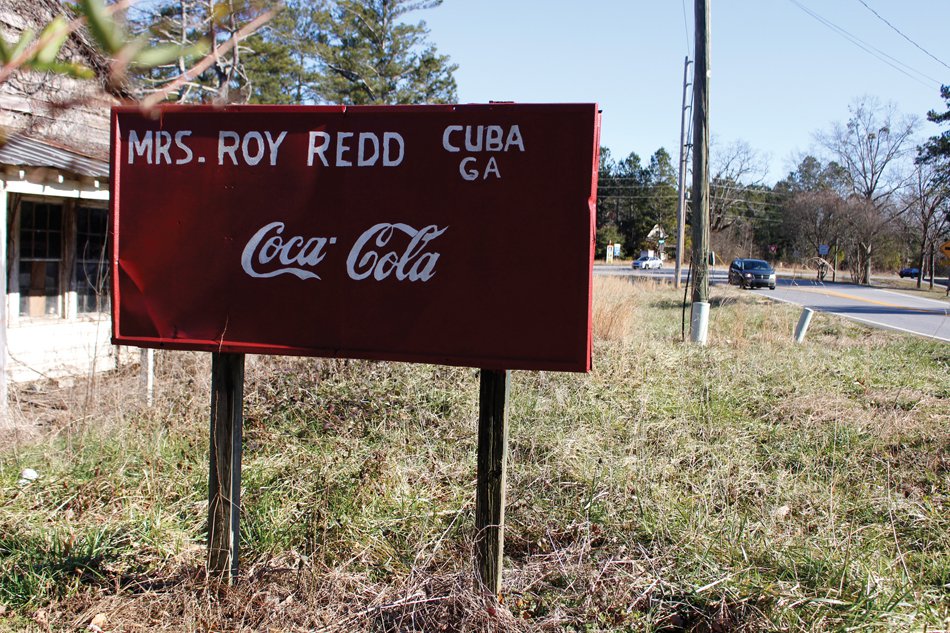 MRS. ROY REDD CUBA
GA
Coca-Cola